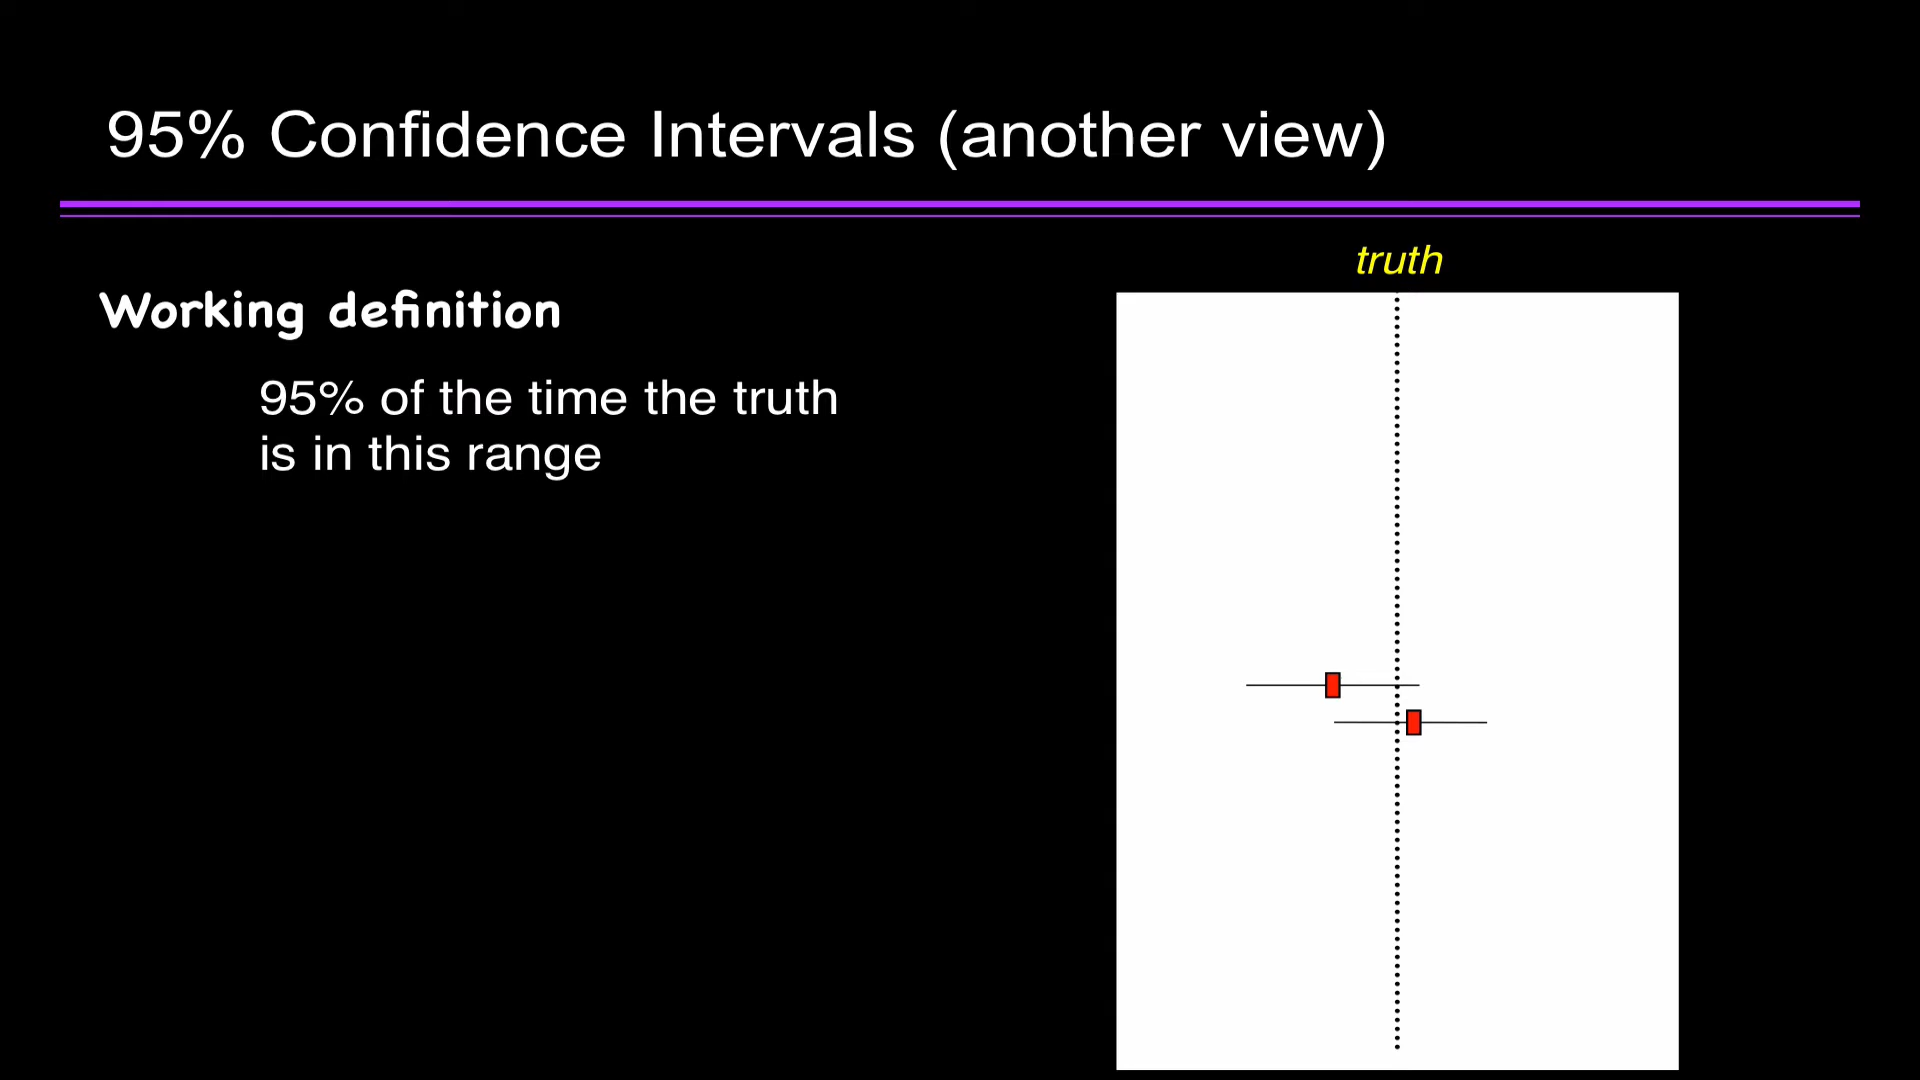 95% Confidence Intervals (another view)
truth
Working definition
95% of the time the truth
is in this range